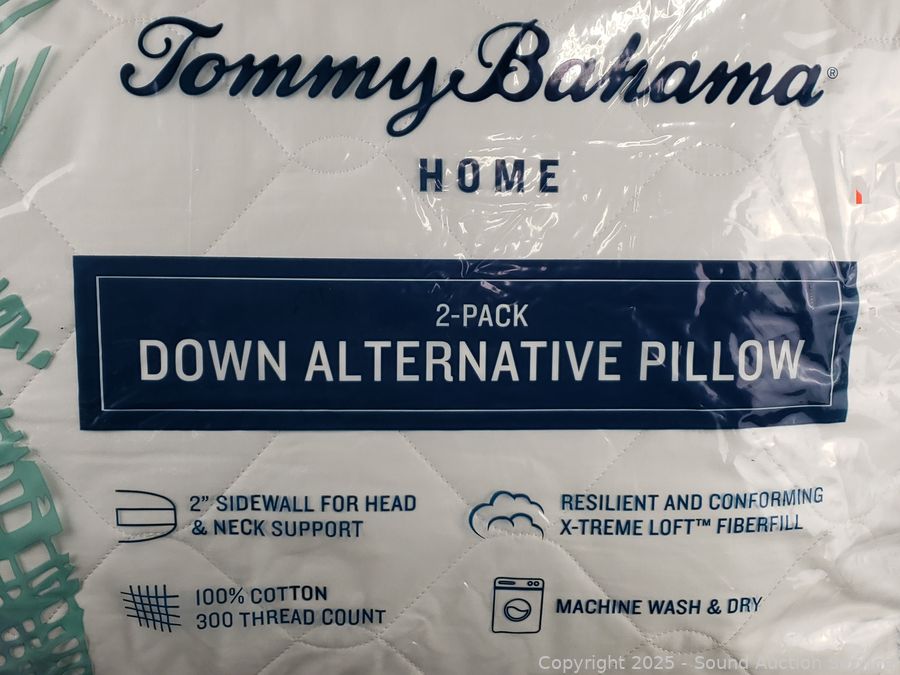 Tommy Bahama®
HOME
2-PACK
DOWN ALTERNATIVE PILLOW
2" SIDEWALL FOR HEAD
& NECK SUPPORT
RESILIENT AND CONFORMING
X-TREME LOFT™ FIBERFILL
100% COTTON
300 THREAD COUNT
MACHINE WASH & DRY
Copyright 2025 - Sound Auction